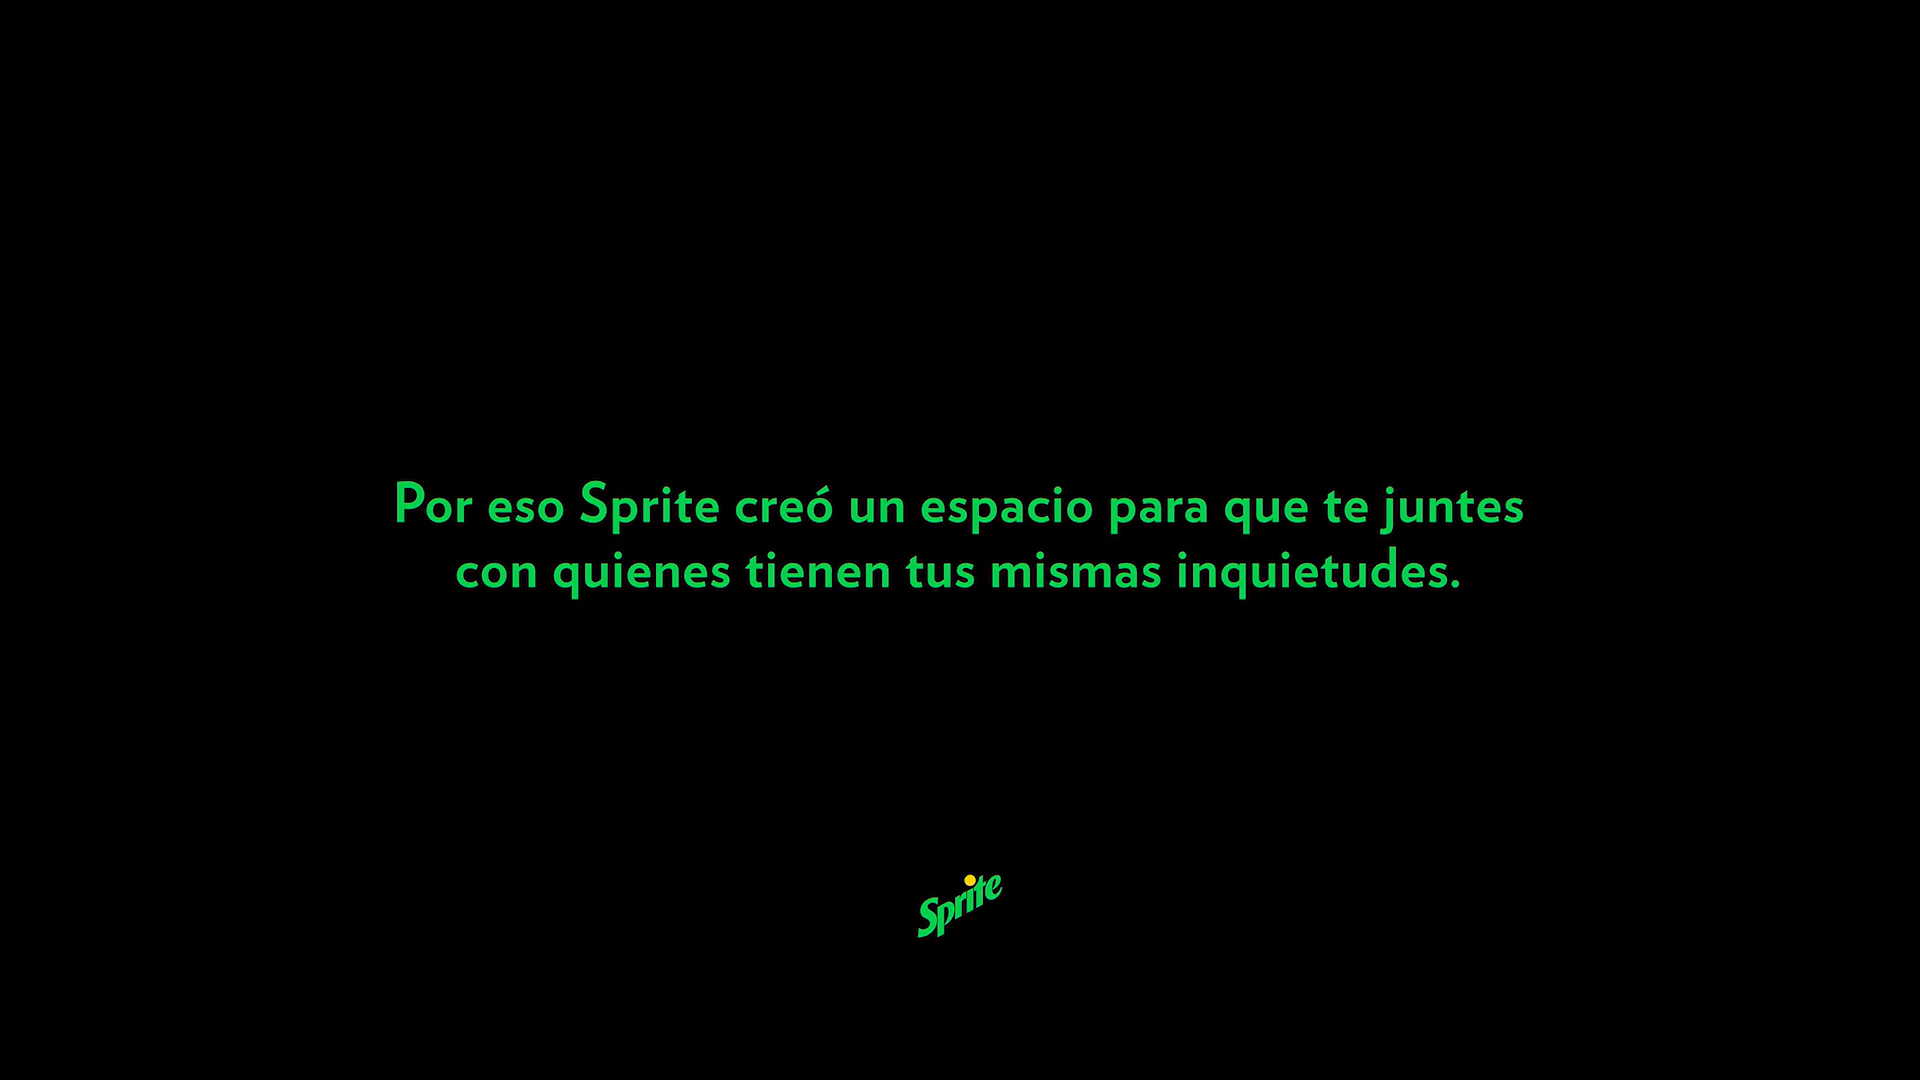 Por eso Sprite creó un espacio para que te juntes
con quienes tienen tus mismas inquietudes.
Sprite